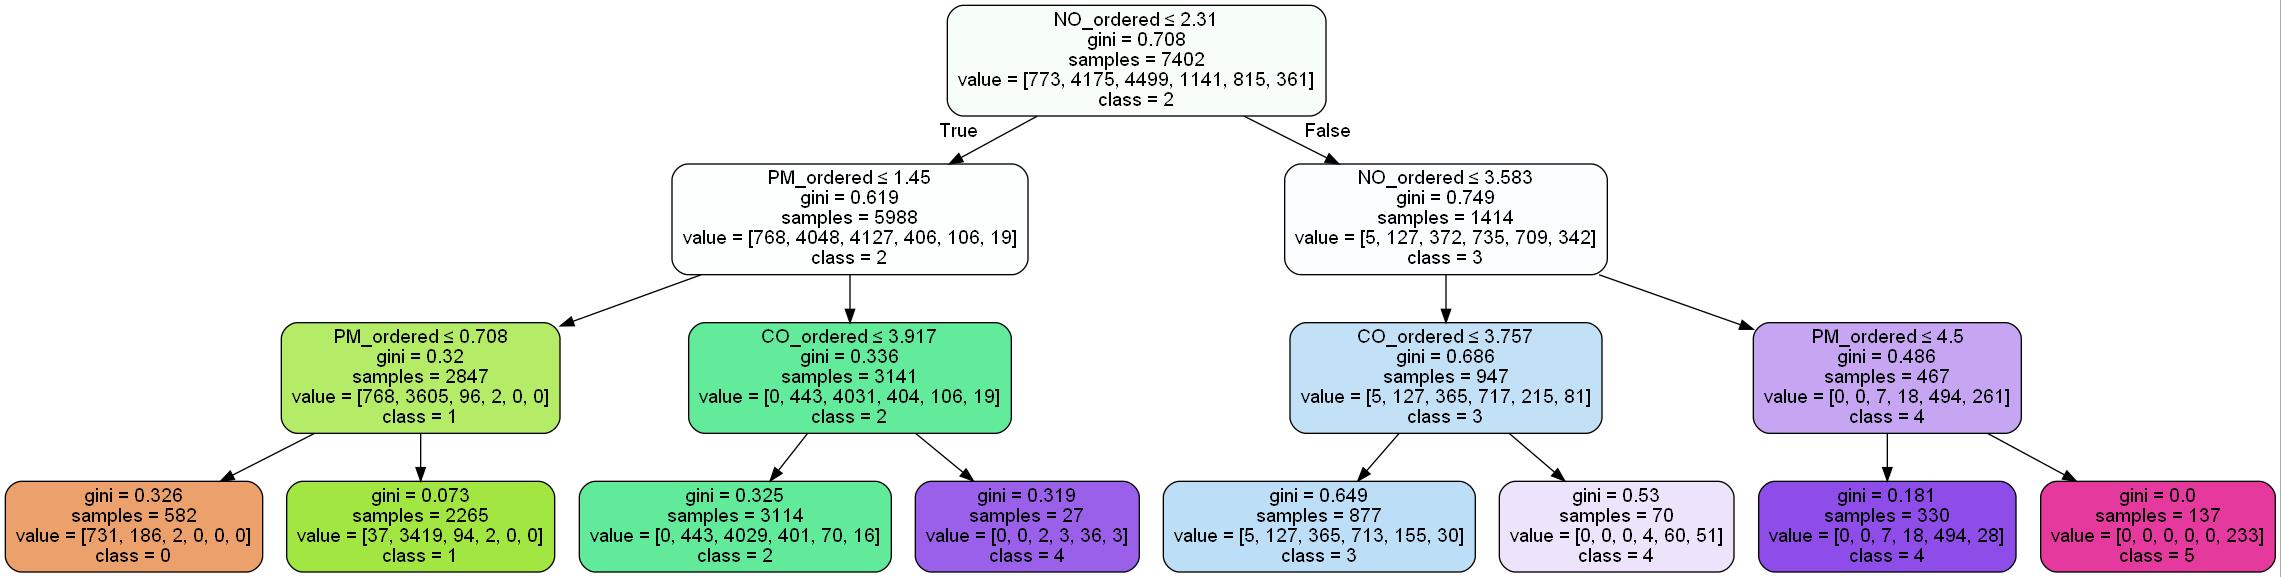 NO_ordered ≤ 2.31
gini = 0.708
samples = 7402
value = [773, 4175, 4499, 1141, 815, 361]
class = 2
True
False
PM_ordered ≤ 1.45
gini = 0.619
samples = 5988
value = [768, 4048, 4127, 406, 106, 19]
class = 2
NO_ordered ≤ 3.583
gini = 0.749
samples = 1414
value = [5, 127, 372, 735, 709, 342]
class = 3
PM_ordered ≤ 0.708
gini = 0.32
samples = 2847
value = [768, 3605, 96, 2, 0, 0]
class = 1
CO_ordered ≤ 3.917
gini = 0.336
samples = 3141
value = [0, 443, 4031, 404, 106, 19]
class = 2
CO_ordered ≤ 3.757
gini = 0.686
samples = 947
value = [5, 127, 365, 717, 215, 81]
class = 3
PM_ordered ≤ 4.5
gini = 0.486
samples = 467
value = [0, 0, 7, 18, 494, 261]
class = 4
gini = 0.326
samples = 582
value = [731, 186, 2, 0, 0, 0]
class = 0
gini = 0.073
samples = 2265
value = [37, 3419, 94, 2, 0, 0]
class = 1
gini = 0.325
samples = 3114
value = [0, 443, 4029, 401, 70, 16]
class = 2
gini = 0.319
samples = 27
value = [0, 0, 2, 3, 36, 3]
class = 4
gini = 0.649
samples = 877
value = [5, 127, 365, 713, 155, 30]
class = 3
gini = 0.53
samples = 70
value = [0, 0, 0, 4, 60, 51]
class = 4
gini = 0.181
samples = 330
value = [0, 0, 7, 18, 494, 28]
class = 4
gini = 0.0
samples = 137
value = [0, 0, 0, 0, 0, 233]
class = 5